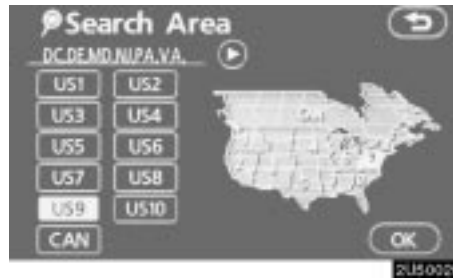 Search Area
DC,DE,MD,NJ,PA,VA,
US1 US2
US3 US4
US5 US6
US7 US8
US9 US10
CAN
OK
2U5002